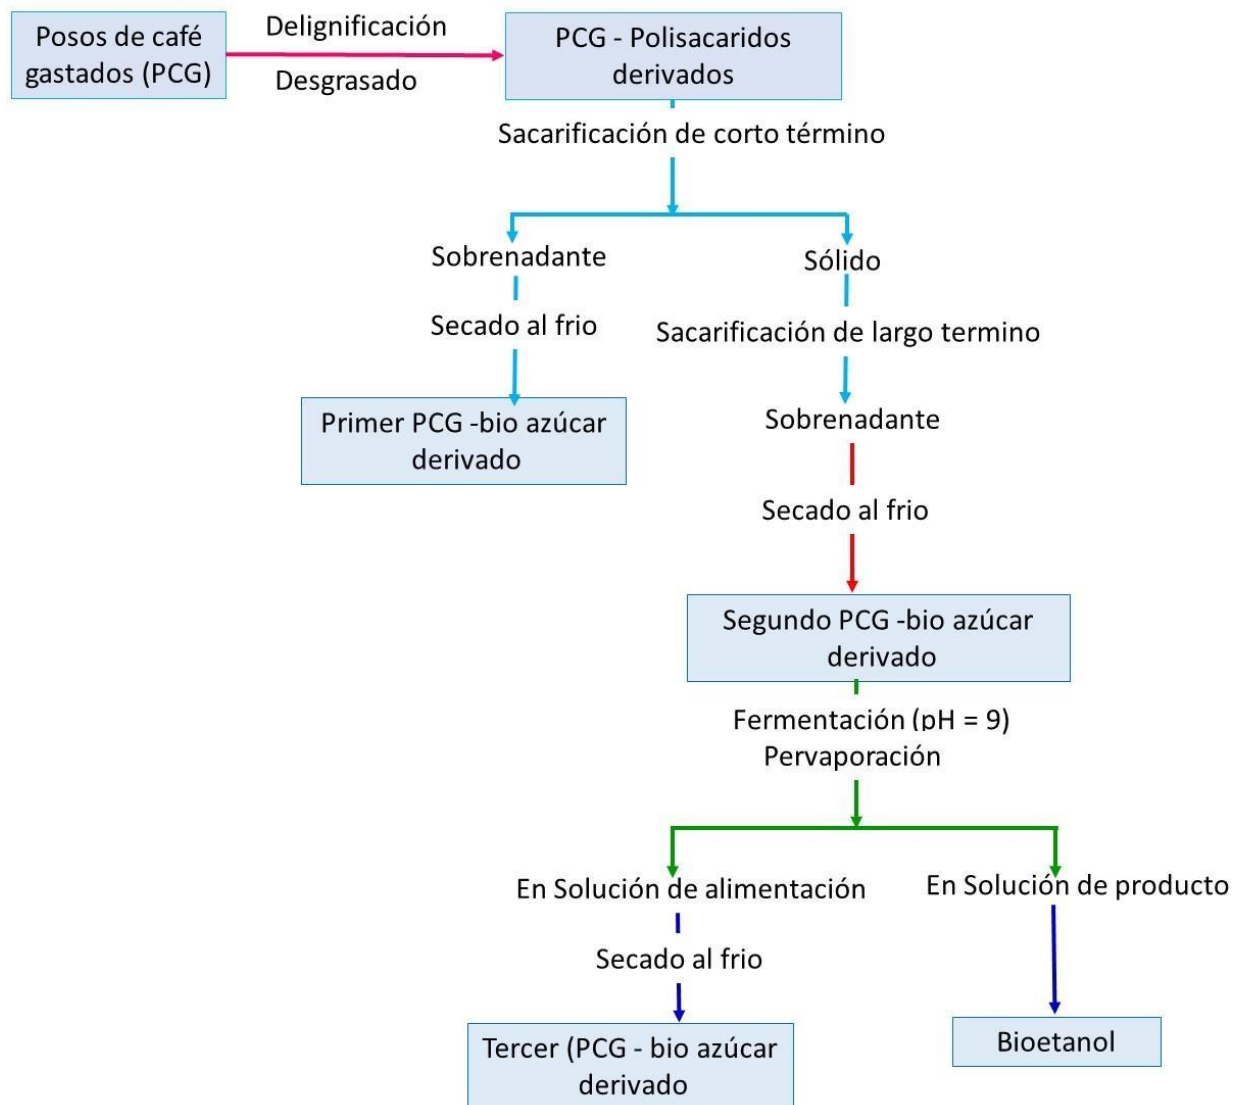 Posos de café
gastados (PCG)
Delignificación
Desgrasado
PCG - Polisacaridos
derivados
Sacarificación de corto término
Sobrenadante
Sólido
Secado al frio
Sacarificación de largo termino
Primer PCG -bio azúcar
derivado
Sobrenadante
Secado al frio
Segundo PCG -bio azúcar
derivado
Fermentación (pH = 9)
Pervaporación
En Solución de alimentación
En Solución de producto
Secado al frio
Tercer (PCG - bio azúcar
derivado
Bioetanol